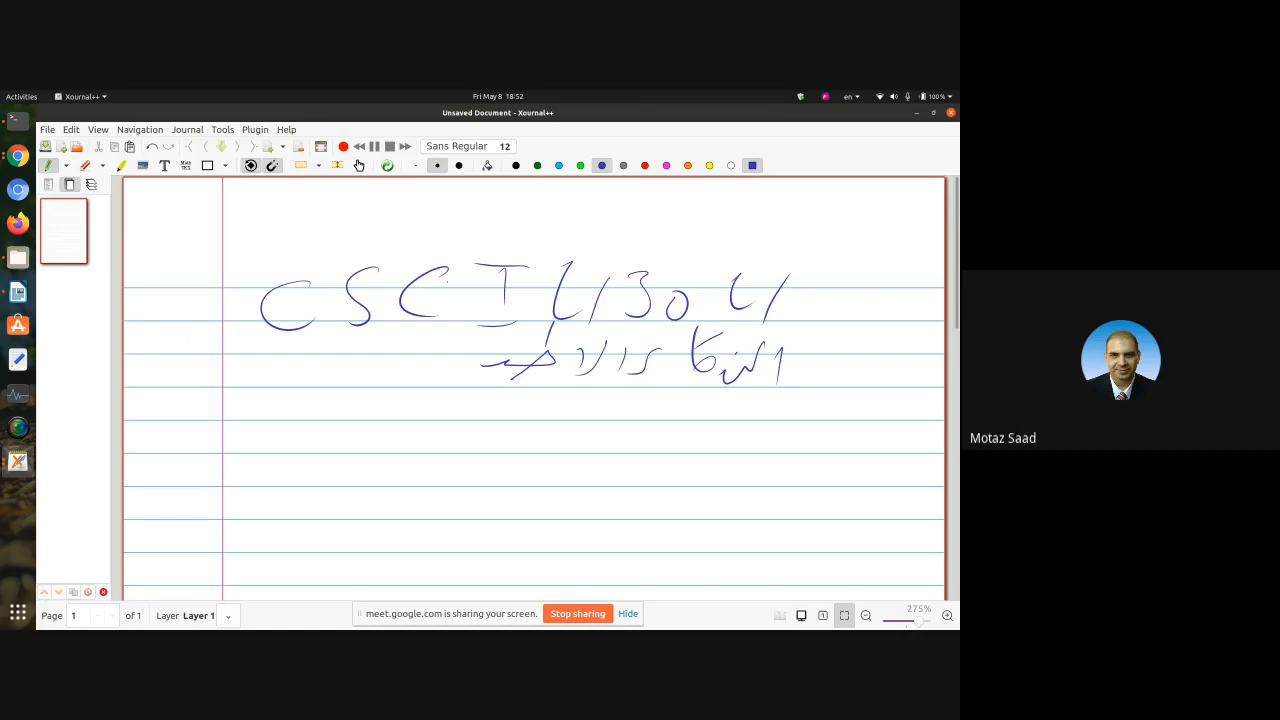 Activities
Xournal++
Fri May 8 18:52
en
100%
Unsaved Document - Xournal++
File Edit View Navigation Journal Tools Plugin Help
Sans Regular 12
CSCI 4304
Page 1 of 1 Layer Layer 1
meet.google.com is sharing your screen. Stop sharing Hide
275%
Motaz Saad